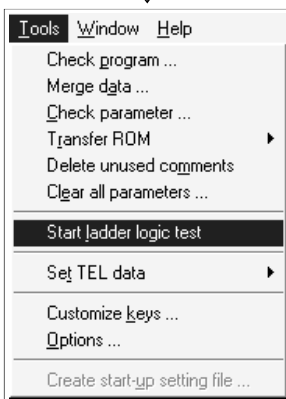 Tools Window Help
Check program ...
Merge data ...
Check parameter ...
Transfer ROM
Delete unused comments
Clear all parameters ...
Start ladder logic test
Set TEL data
Customize keys ...
Options ...
Create start-up setting file ...